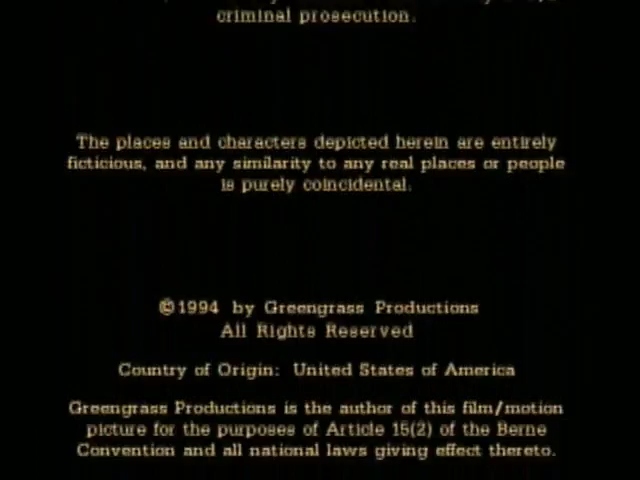 criminal prosecution.
The places and characters depicted herein are entirely
ficticious, and any similarity to any real places or people
is purely coincidental.
©1994 by Greengrass Productions
All Rights Reserved
Country of Origin: United States of America
Greengrass Productions is the author of this film/motion
picture for the purposes of Article 15(2) of the Berne
Convention and all national laws giving effect thereto.